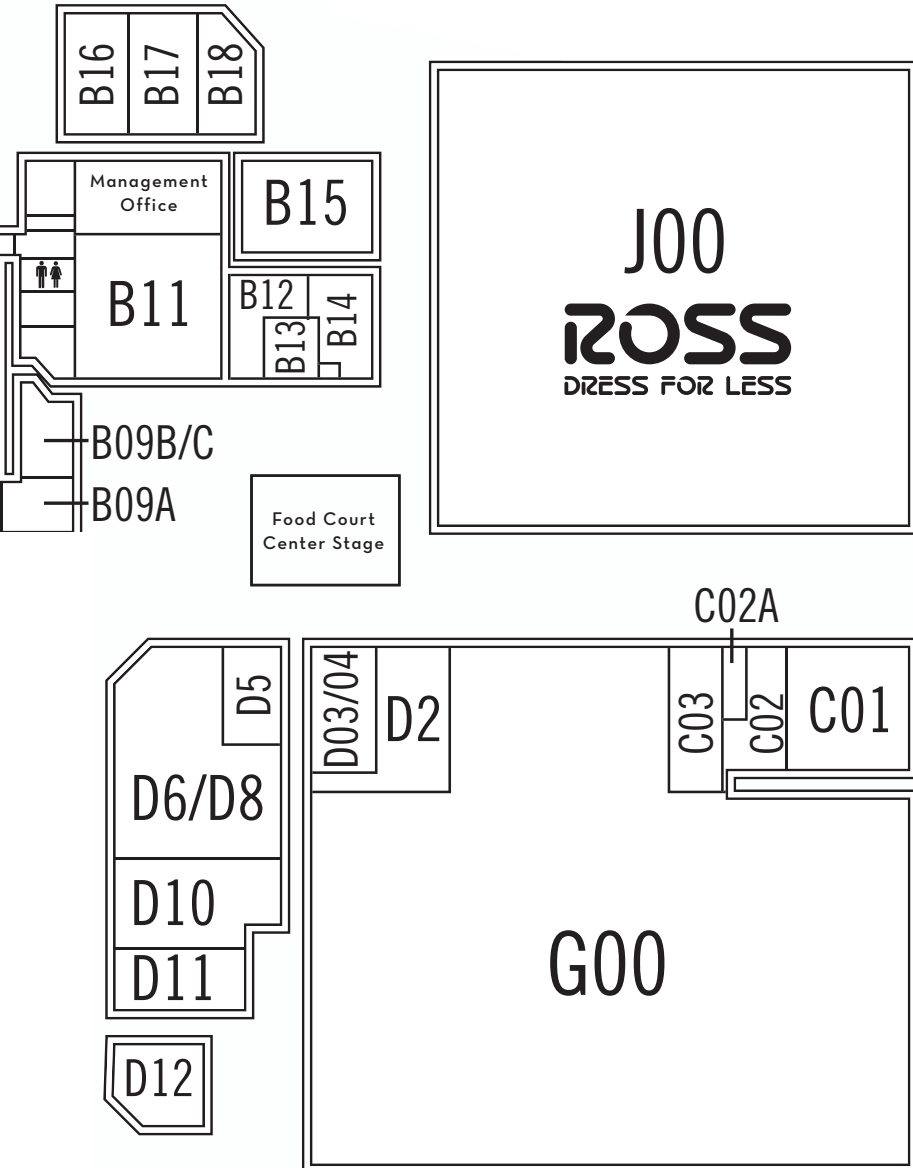 B16
B17
B18
Management
Office
B15
B11
B12
B13
B14
J00
ROSS
DRESS FOR LESS
B09B/C
B09A
Food Court
Center Stage
C02A
D5
D03/04
D2
C03
C02
C01
D6/D8
D10
D11
G00
D12